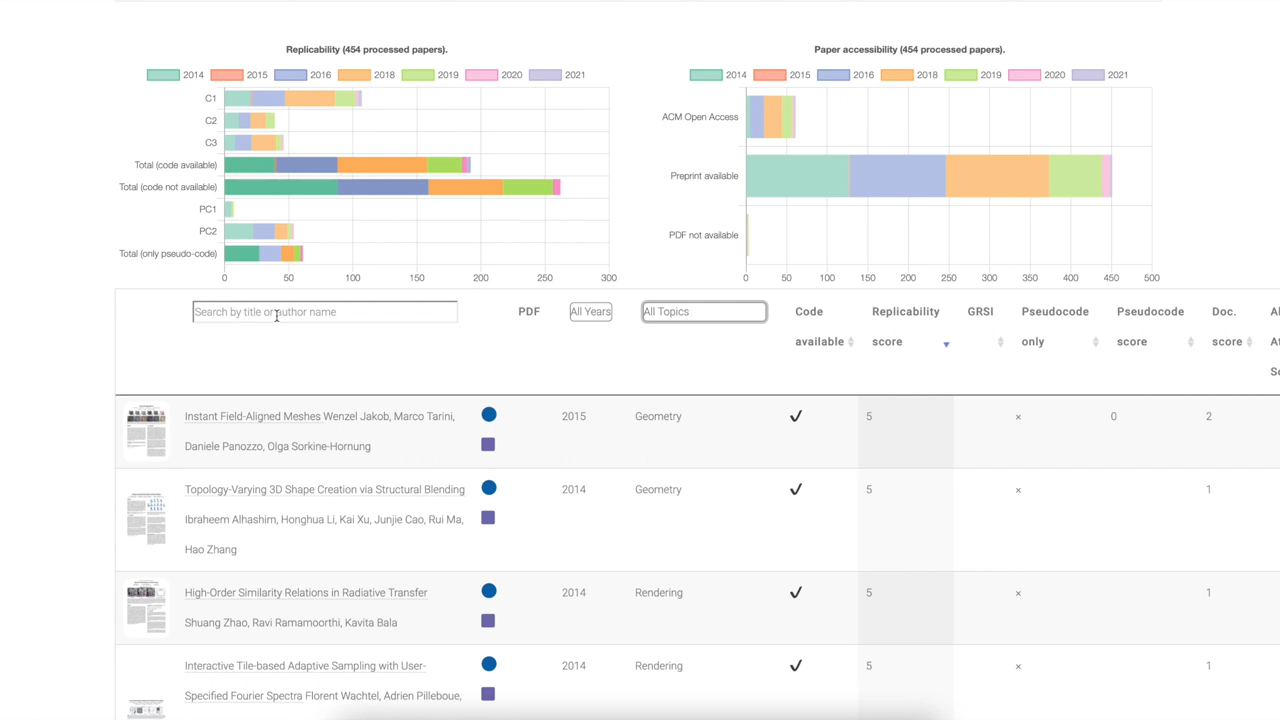 Replicability (454 processed papers).
2014 2015 2016 2018 2019 2020 2021
C1
C2
C3
Total (code available)
Total (code not available)
PC1
PC2
Total (only pseudo-code)
0 50 100 150 200 250 300
Paper accessibility (454 processed papers).
2014 2015 2016 2018 2019 2020 2021
ACM Open Access
Preprint available
PDF not available
0 50 100 150 200 250 300 350 400 450 500
Search by title or author name PDF All Years All Topics Code Replicability GRSI Pseudocode Pseudocode Doc.
available score only score score
Instant Field-Aligned Meshes Wenzel Jakob, Marco Tarini, 2015 Geometry ✔ 5 × 0 2
Daniele Panozzo, Olga Sorkine-Hornung
Topology-Varying 3D Shape Creation via Structural Blending 2014 Geometry ✔ 5 × 1
Ibraheem Alhashim, Honghua Li, Kai Xu, Junjie Cao, Rui Ma,
Hao Zhang
High-Order Similarity Relations in Radiative Transfer 2014 Rendering ✔ 5 × 1
Shuang Zhao, Ravi Ramamoorthi, Kavita Bala
Interactive Tile-based Adaptive Sampling with User- 2014 Rendering ✔ 5 × 1
Specified Fourier Spectra Florent Wachtel, Adrien Pilleboue,